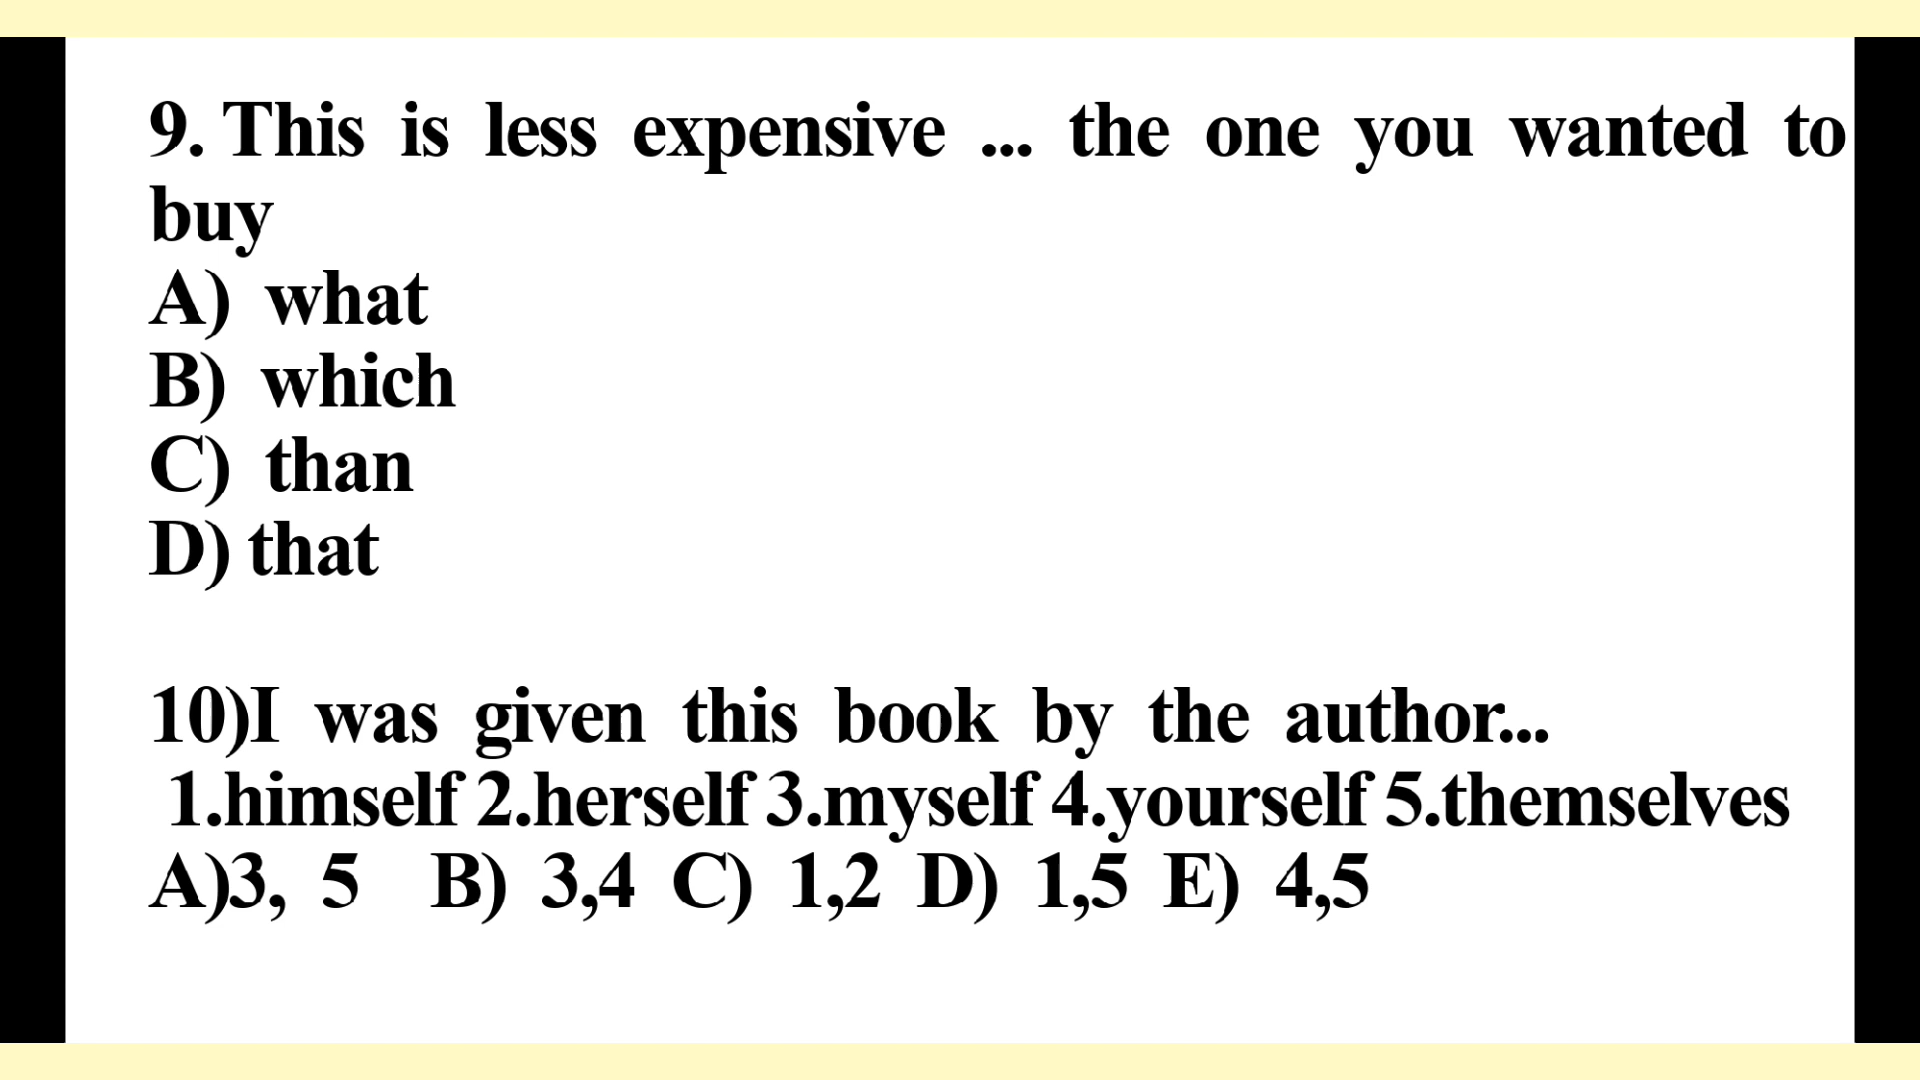 9. This is less expensive ... the one you wanted to
buy
A) what
B) which
C) than
D) that
10)I was given this book by the author...
1.himself 2.herself 3.myself 4.yourself 5.themselves
A)3, 5 B) 3,4 C) 1,2 D) 1,5 E) 4,5